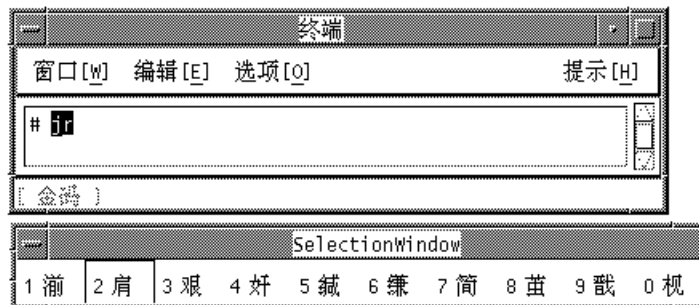 终端
窗口[W] 编辑[E] 选项[O] 提示[H]
# jr
SelectionWindow
1 湔 2 肩 3 艰 4 奸 5 缄 6 缣 7 简 8 茧 9 戬 0 枧